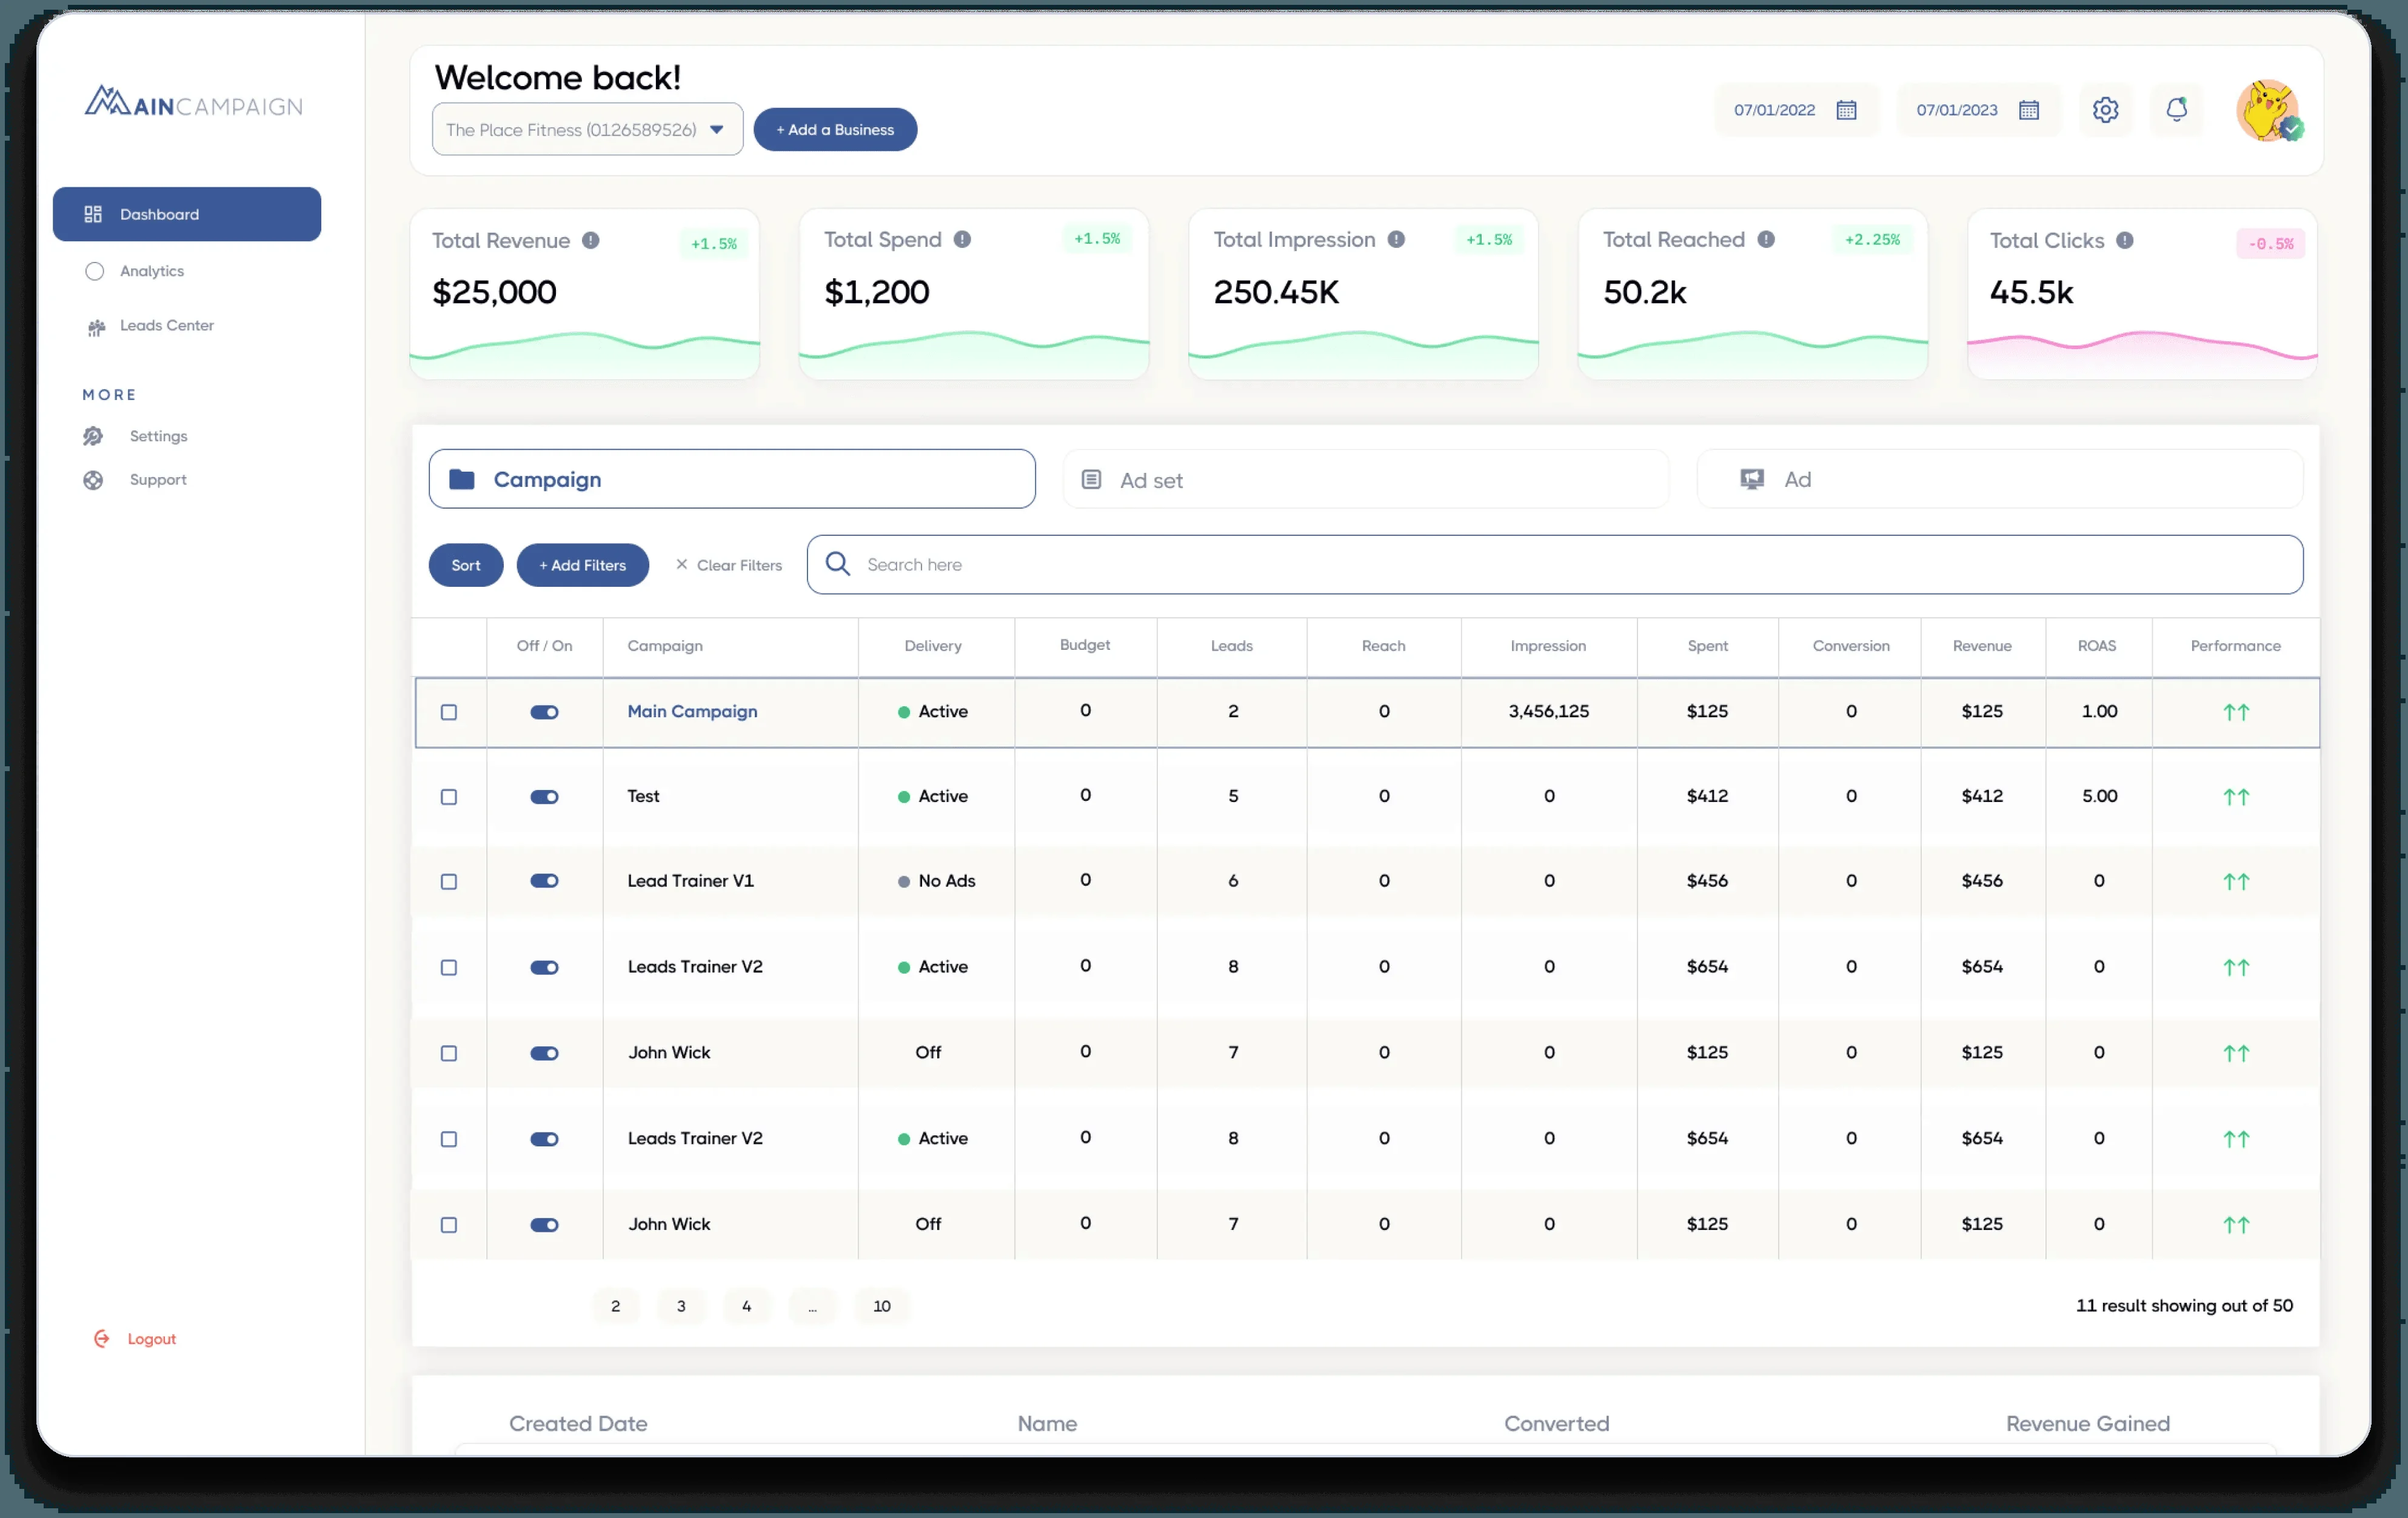 MAINCAMPAIGN
Dashboard
Analytics
Leads Center
MORE
Settings
Support
Logout
Welcome back!
The Place Fitness (0126589526)
+ Add a Business
07/01/2022
07/01/2023
Total Revenue
+1.5%
$25,000
Total Spend
+1.5%
$1,200
Total Impression
+1.5%
250.45K
Total Reached
+2.25%
50.2k
Total Clicks
-0.5%
45.5k
Campaign
Ad set
Ad
Sort
+ Add Filters
× Clear Filters
Search here
Off / On Campaign Delivery Budget Leads Reach Impression Spent Conversion Revenue ROAS Performance
Main Campaign Active 0 2 0 3,456,125 $125 0 $125 1.00
Test Active 0 5 0 0 $412 0 $412 5.00
Lead Trainer V1 No Ads 0 6 0 0 $456 0 $456 0
Leads Trainer V2 Active 0 8 0 0 $654 0 $654 0
John Wick Off 0 7 0 0 $125 0 $125 0
Leads Trainer V2 Active 0 8 0 0 $654 0 $654 0
John Wick Off 0 7 0 0 $125 0 $125 0
2 3 4 ... 10
11 result showing out of 50
Created Date Name Converted Revenue Gained